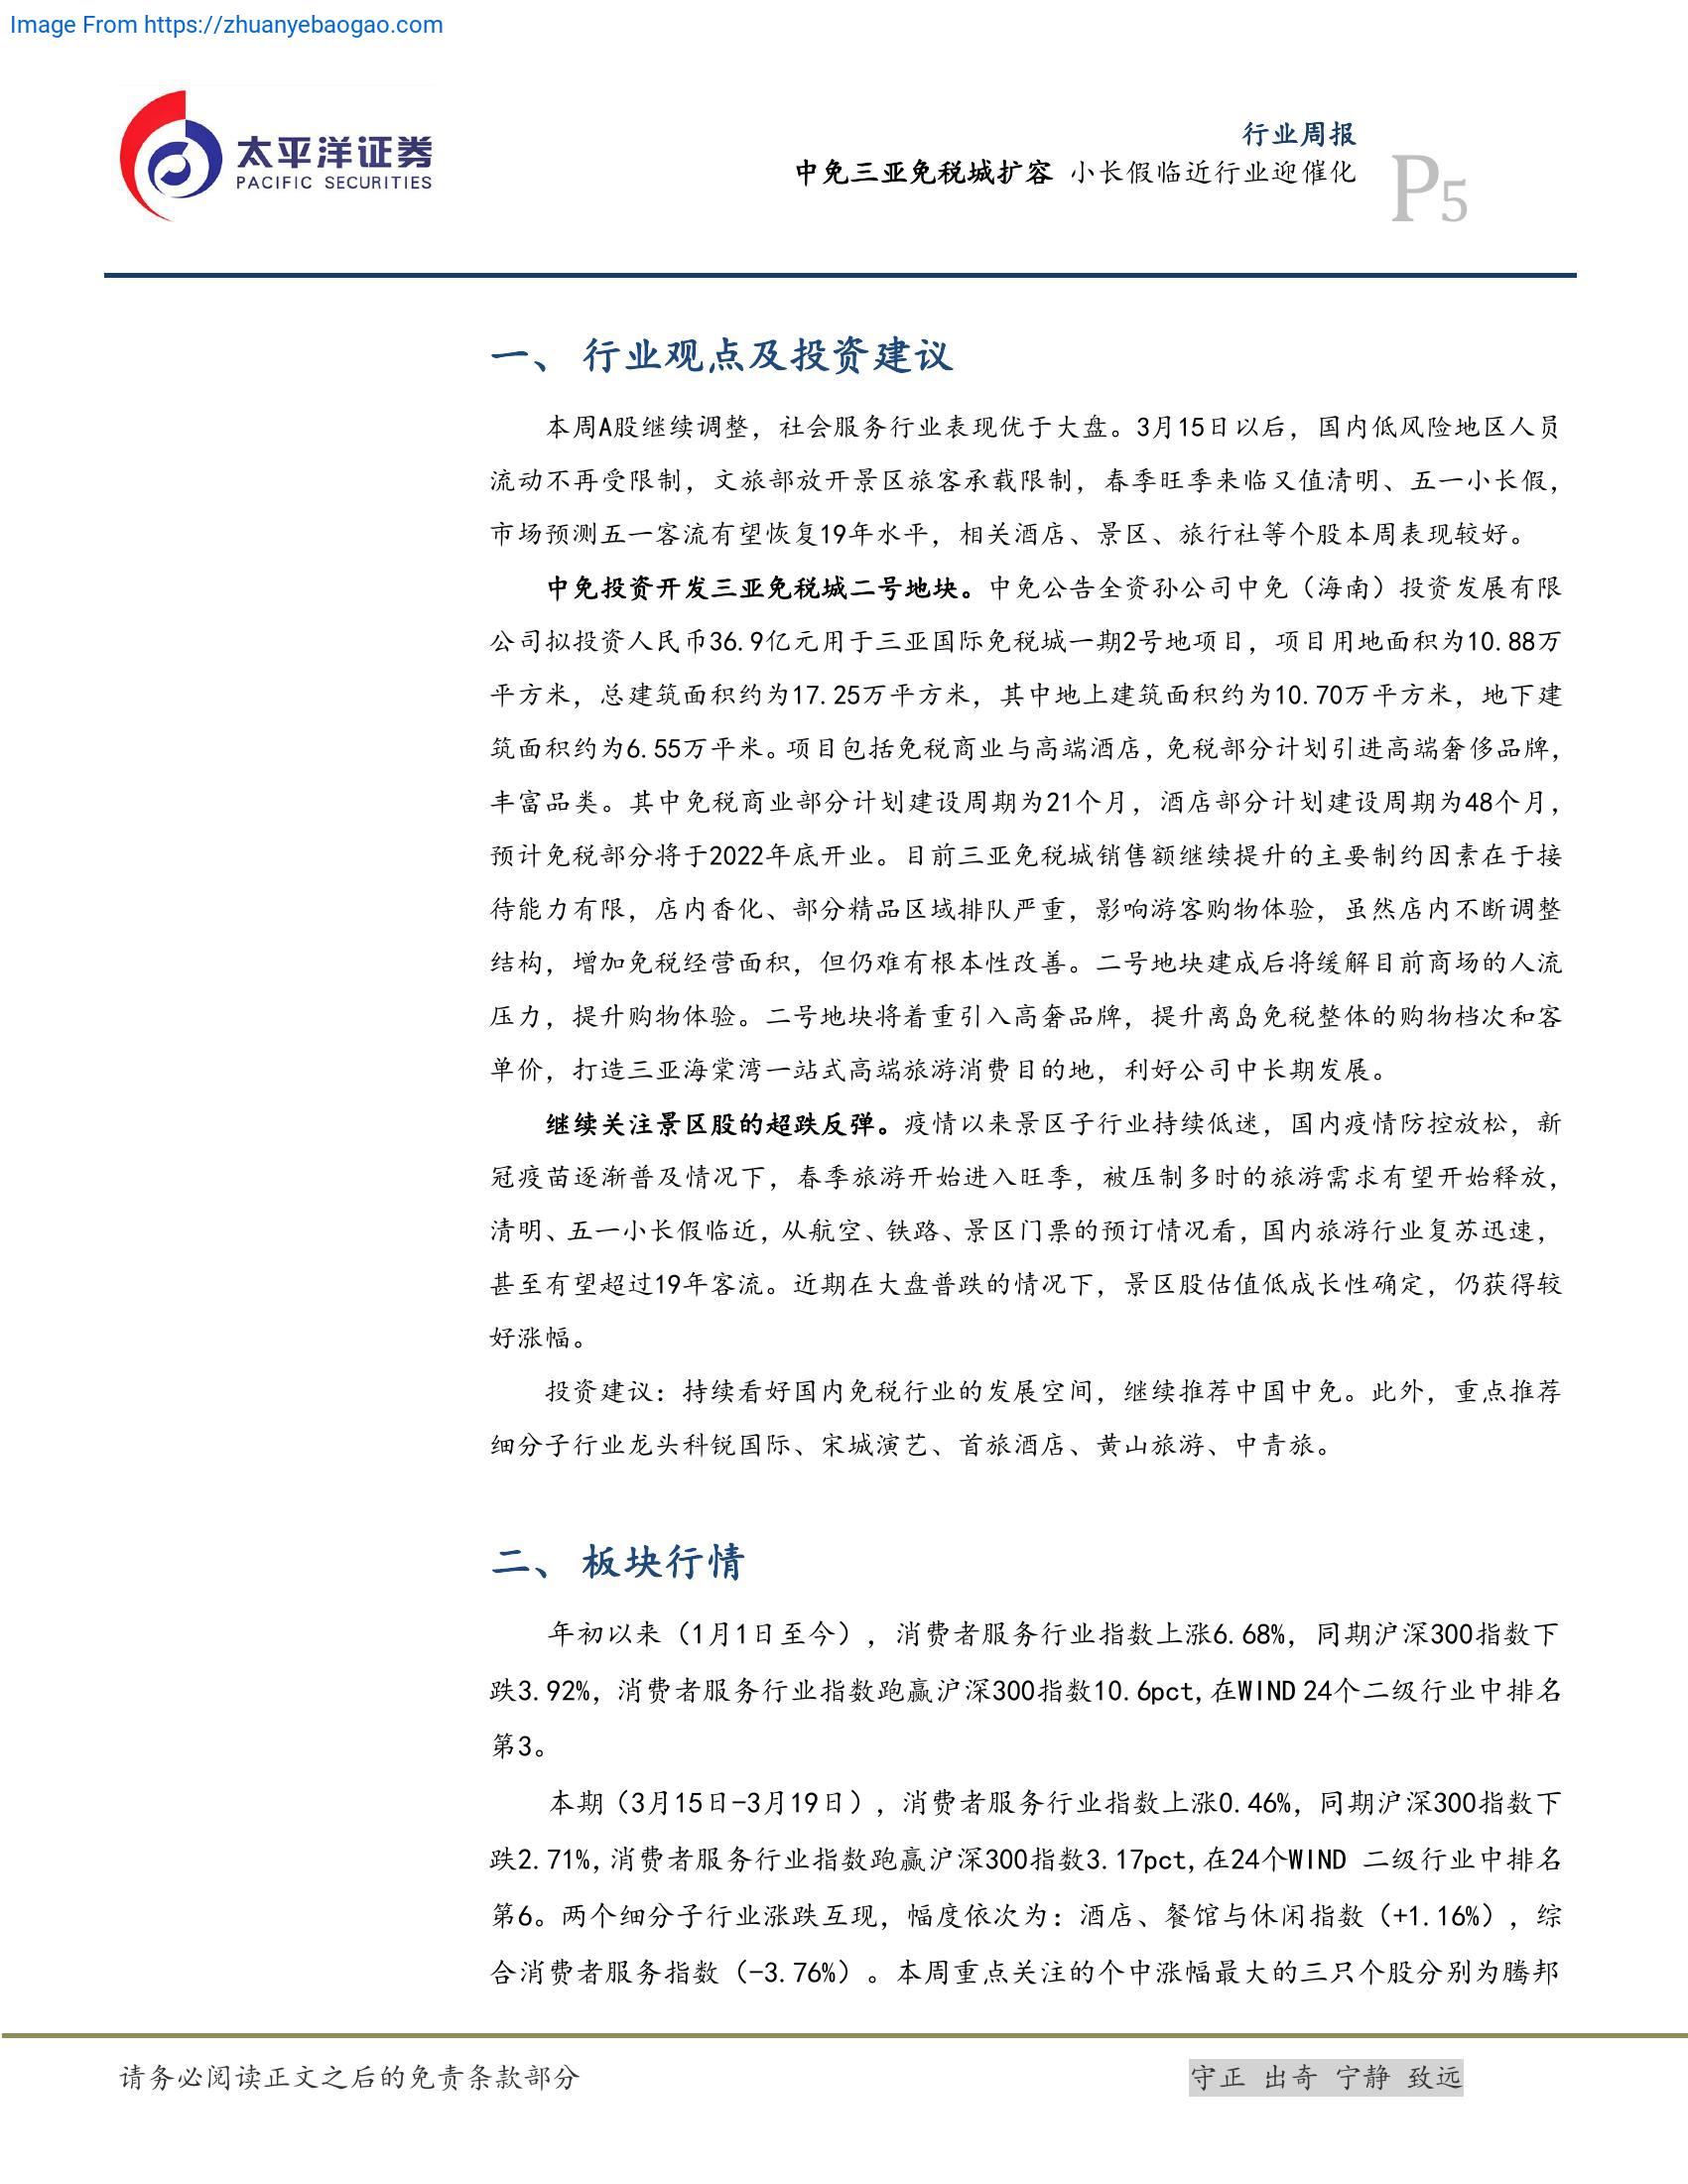 Image From https://zhuanyebaogao.com
太平洋证券
PACIFIC SECURITIES
行业周报
中免三亚免税城扩容 小长假临近行业迎催化
P5
一、 行业观点及投资建议
本周A股继续调整，社会服务行业表现优于大盘。3月15日以后，国内低风险地区人员
流动不再受限制，文旅部放开景区旅客承载限制，春季旺季来临又值清明、五一小长假，
市场预测五一客流有望恢复19年水平，相关酒店、景区、旅行社等个股本周表现较好。
中免投资开发三亚免税城二号地块。中免公告全资孙公司中免（海南）投资发展有限
公司拟投资人民币36.9亿元用于三亚国际免税城一期2号地项目，项目用地面积为10.88万
平方米，总建筑面积约为17.25万平方米，其中地上建筑面积约为10.70万平方米，地下建
筑面积约为6.55万平米。项目包括免税商业与高端酒店，免税部分计划引进高端奢侈品牌，
丰富品类。其中免税商业部分计划建设周期为21个月，酒店部分计划建设周期为48个月，
预计免税部分将于2022年底开业。目前三亚免税城销售额继续提升的主要制约因素在于接
待能力有限，店内香化、部分精品区域排队严重，影响游客购物体验，虽然店内不断调整
结构，增加免税经营面积，但仍难有根本性改善。二号地块建成后将缓解目前商场的人流
压力，提升购物体验。二号地块将着重引入高奢品牌，提升离岛免税整体的购物档次和客
单价，打造三亚海棠湾一站式高端旅游消费目的地，利好公司中长期发展。
继续关注景区股的超跌反弹。疫情以来景区子行业持续低迷，国内疫情防控放松，新
冠疫苗逐渐普及情况下，春季旅游开始进入旺季，被压制多时的旅游需求有望开始释放，
清明、五一小长假临近，从航空、铁路、景区门票的预订情况看，国内旅游行业复苏迅速，
甚至有望超过19年客流。近期在大盘普跌的情况下，景区股估值低成长性确定，仍获得较
好涨幅。
投资建议：持续看好国内免税行业的发展空间，继续推荐中国中免。此外，重点推荐
细分子行业龙头科锐国际、宋城演艺、首旅酒店、黄山旅游、中青旅。
二、 板块行情
年初以来（1月1日至今），消费者服务行业指数上涨6.68%，同期沪深300指数下
跌3.92%，消费者服务行业指数跑赢沪深300指数10.6pct,在WIND 24个二级行业中排名
第3。
本期（3月15日-3月19日），消费者服务行业指数上涨0.46%，同期沪深300指数下
跌2.71%,消费者服务行业指数跑赢沪深300指数3.17pct,在24个WIND 二级行业中排名
第6。两个细分子行业涨跌互现，幅度依次为：酒店、餐馆与休闲指数（+1.16%），综
合消费者服务指数（-3.76%）。本周重点关注的个中涨幅最大的三只个股分别为腾邦
请务必阅读正文之后的免责条款部分
守正 出奇 宁静 致远